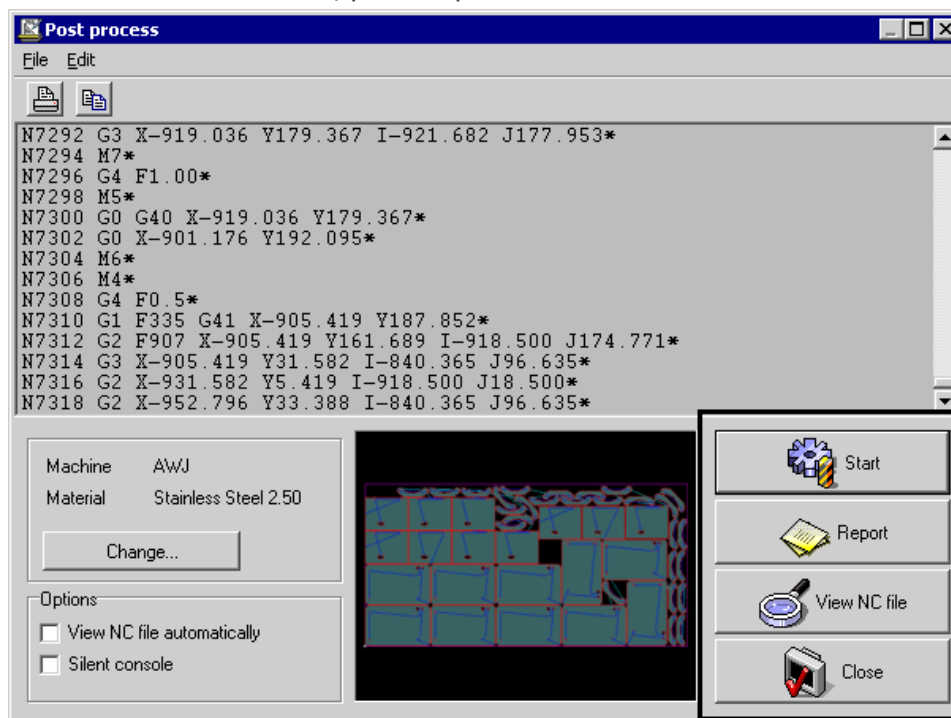 Post process
File Edit
N7292 G3 X-919.036 Y179.367 I-921.682 J177.953*
N7294 M7*
N7296 G4 F1.00*
N7298 M5*
N7300 G0 G40 X-919.036 Y179.367*
N7302 G0 X-901.176 Y192.095*
N7304 M6*
N7306 M4*
N7308 G4 F0.5*
N7310 G1 F335 G41 X-905.419 Y187.852*
N7312 G2 F907 X-905.419 Y161.689 I-918.500 J174.771*
N7314 G3 X-905.419 Y31.582 I-840.365 J96.635*
N7316 G2 X-931.582 Y5.419 I-918.500 J18.500*
N7318 G2 X-952.796 Y33.388 I-840.365 J96.635*
Machine AWJ
Material Stainless Steel 2.50
Change...
Options
View NC file automatically
Silent console
Start
Report
View NC file
Close